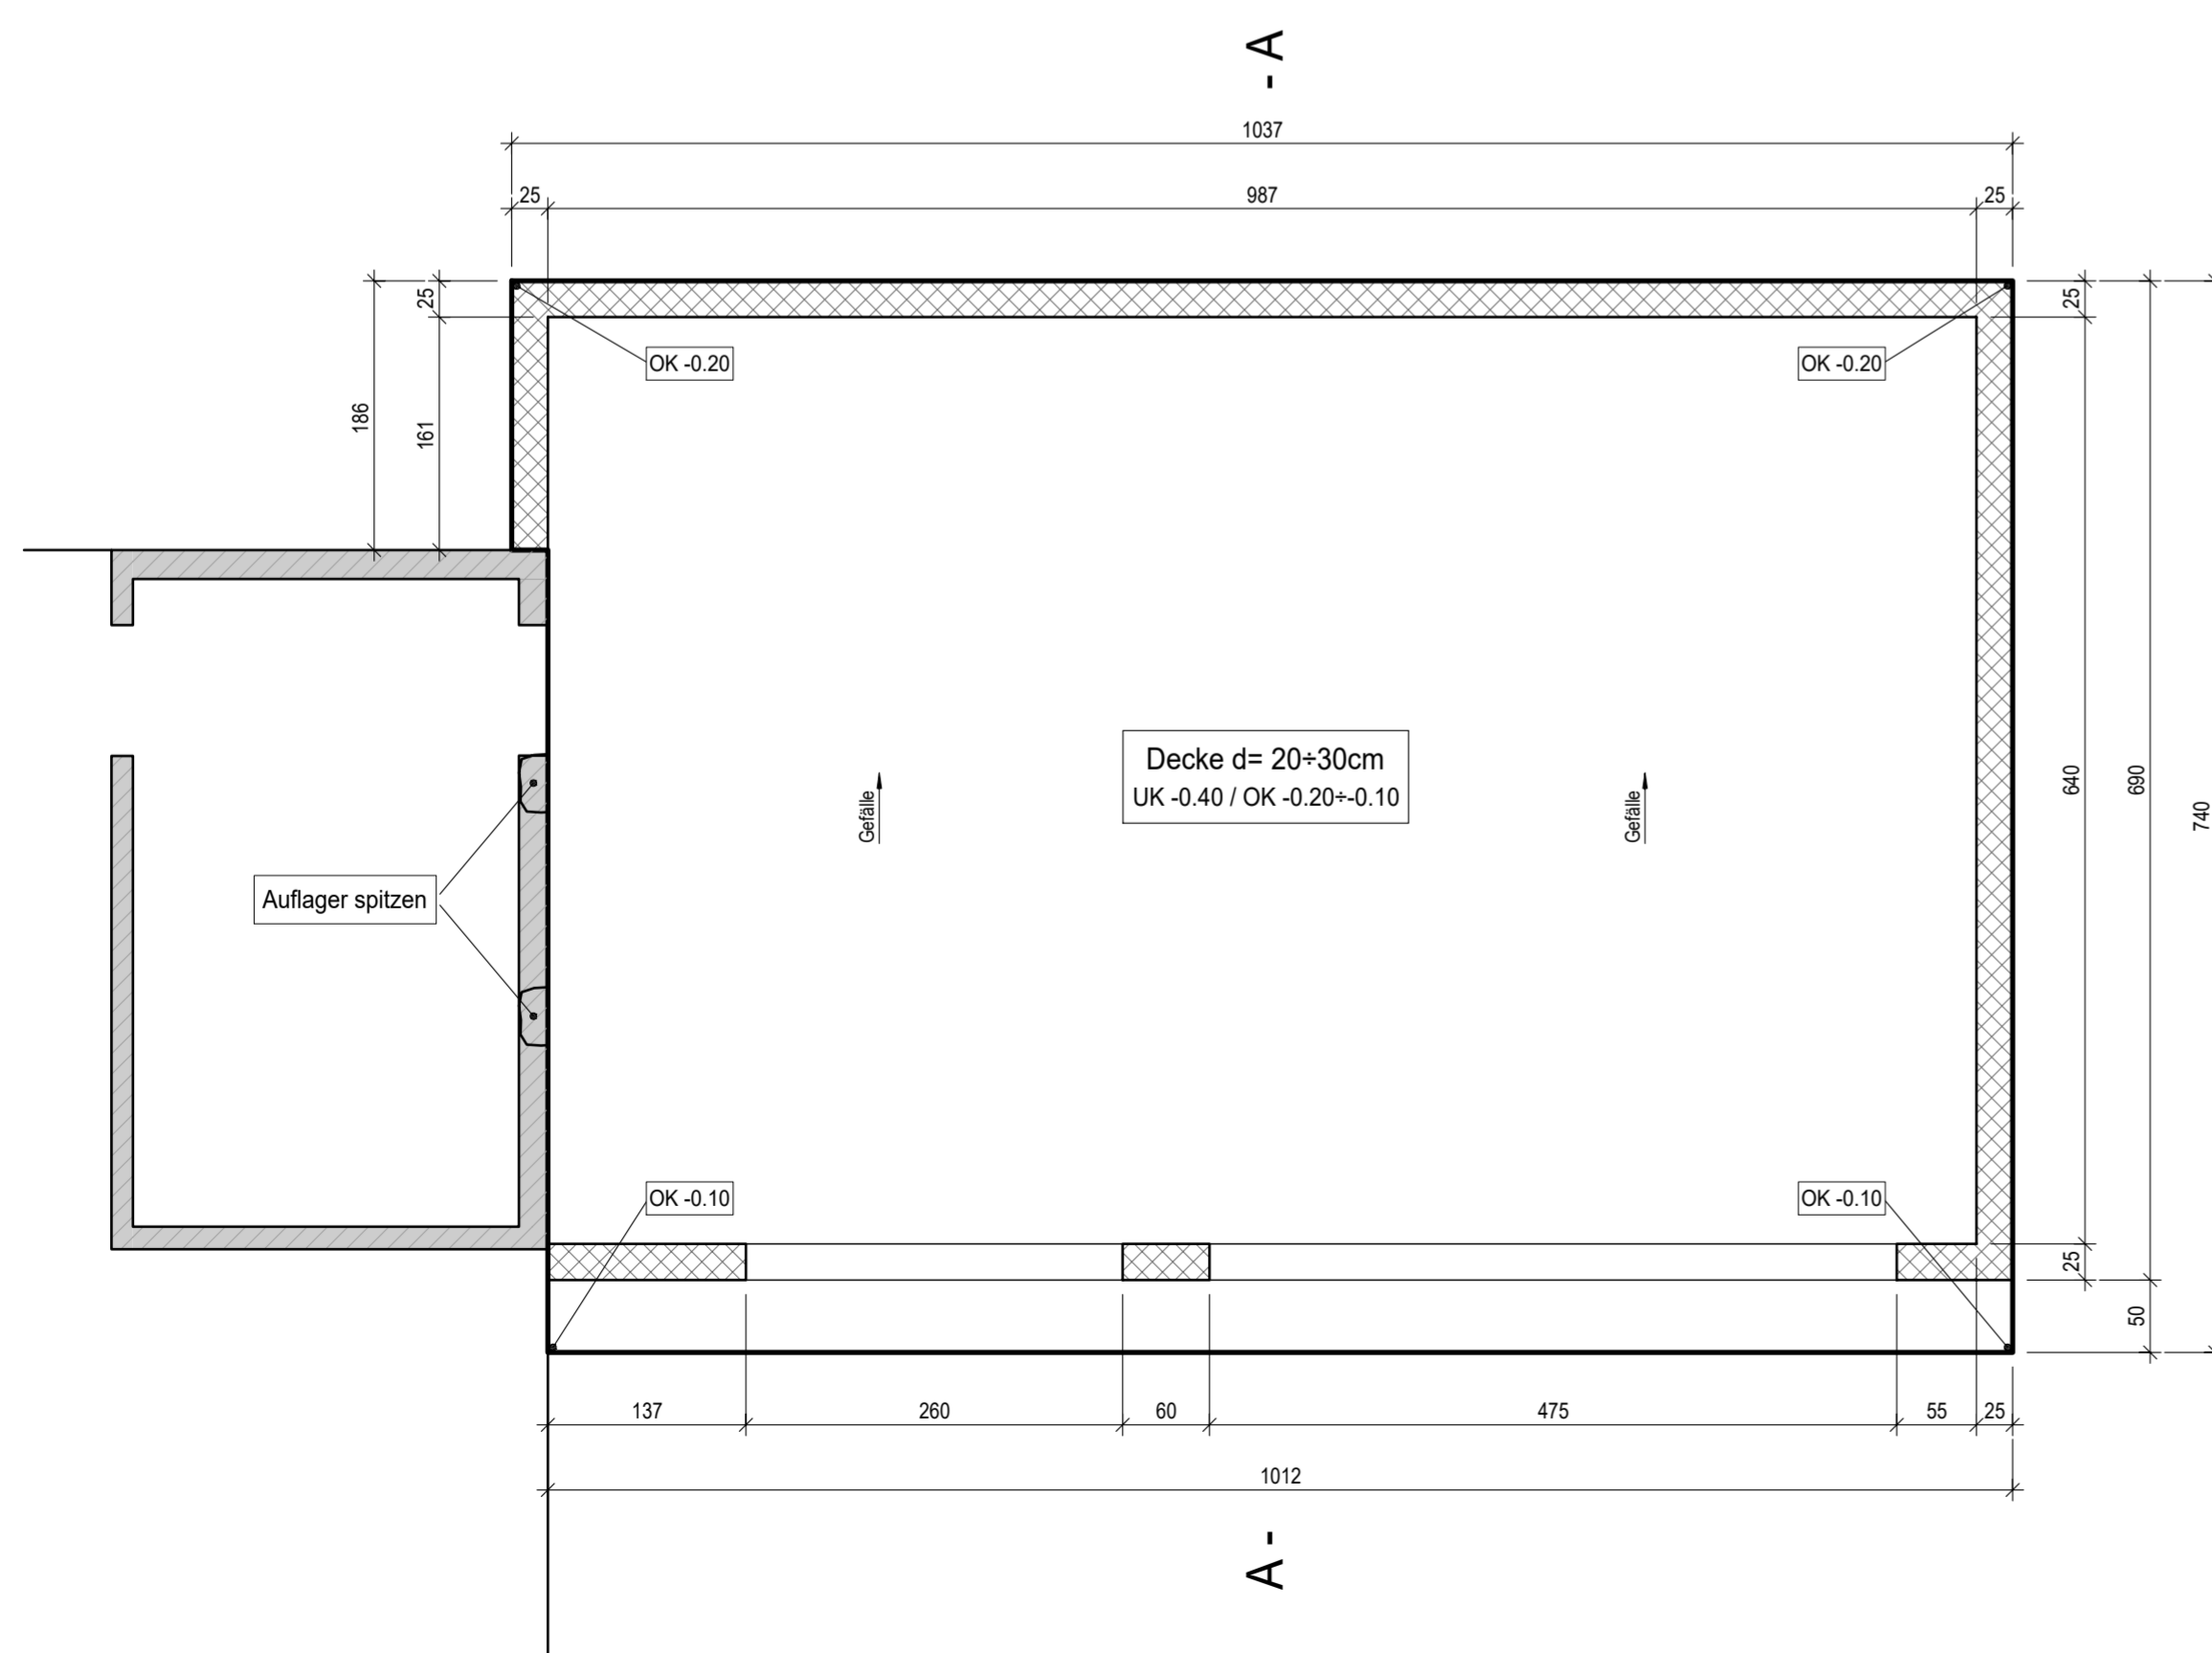 - A
1037
25 987 25
25
186
161
25
640
690
740
OK -0.20
OK -0.20
Decke d= 20÷30cm
UK -0.40 / OK -0.20÷-0.10
Gefälle
Gefälle
Auflager spitzen
OK -0.10
OK -0.10
25
50
137 260 60 475 55 25
1012
A -